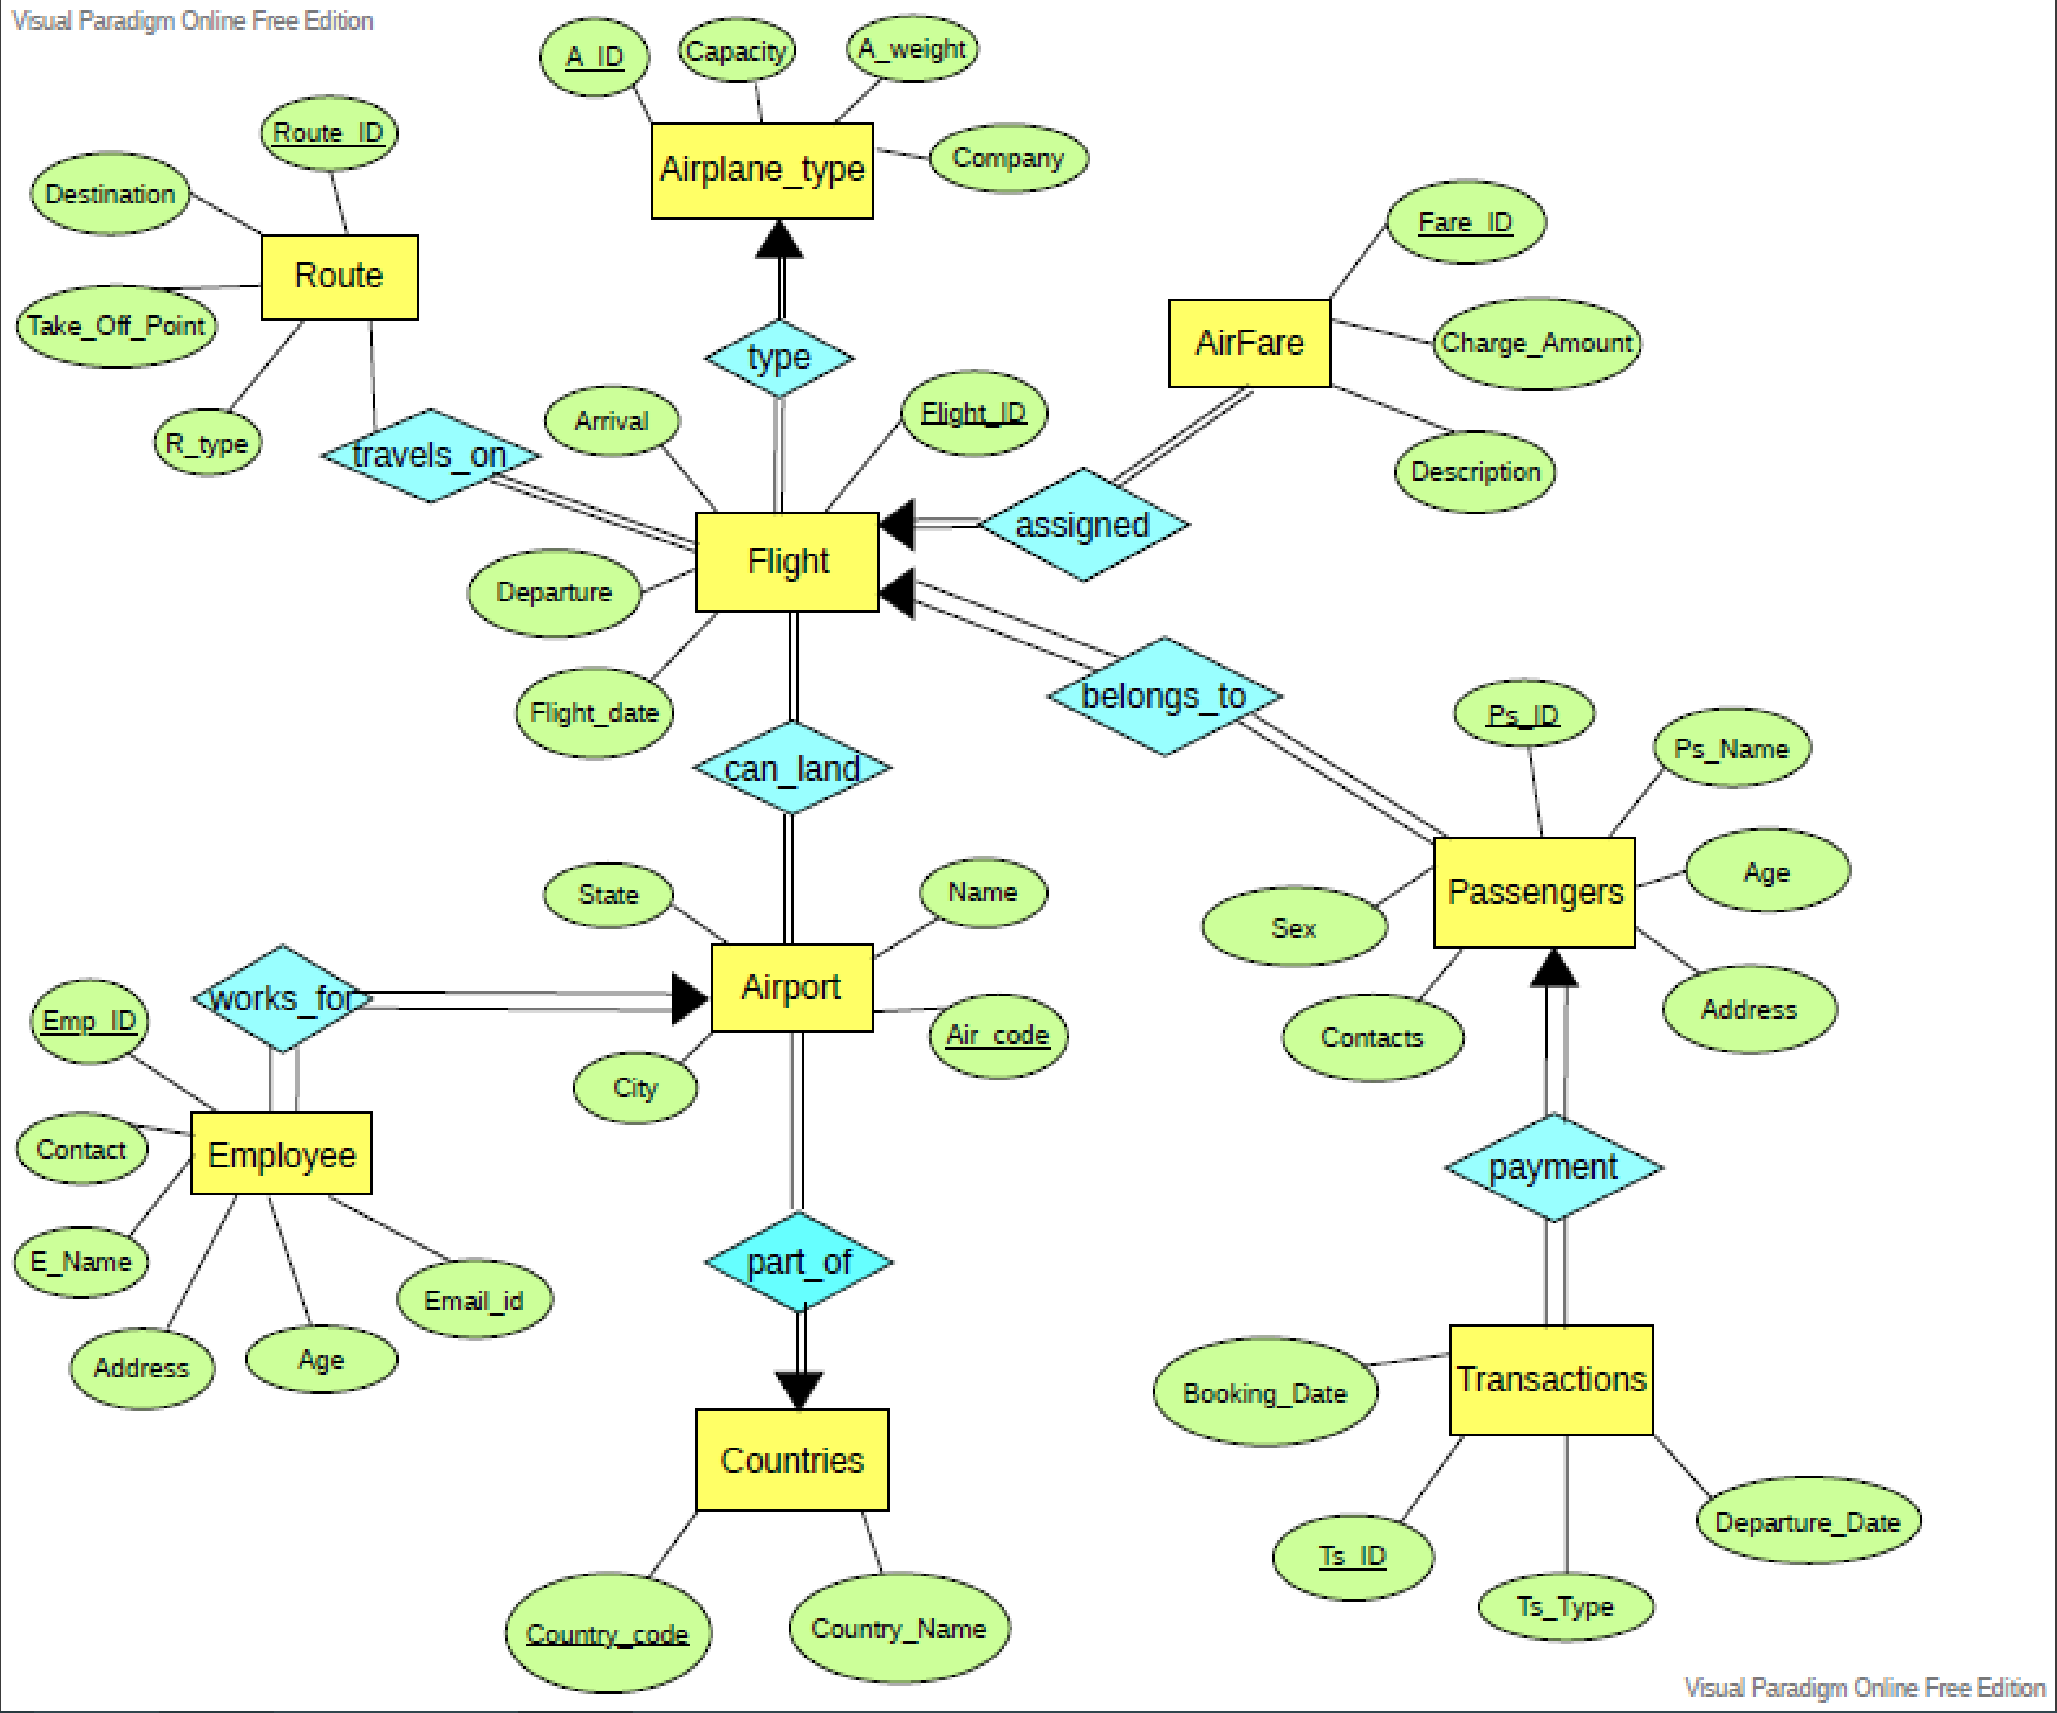 Visual Paradigm Online Free Edition
A_ID
Capacity
A_weight
Route_ID
Destination
Airplane_type
Company
Fare_ID
Route
Take_Off_Point
type
AirFare
Charge_Amount
R_type
travels_on
Arrival
Flight_ID
Description
Flight
assigned
Departure
belongs_to
Flight_date
can_land
Ps_ID
Ps_Name
State
Name
Passengers
Age
Sex
works_for
Airport
Emp_ID
Air_code
Contacts
Address
City
Contact
Employee
payment
E_Name
part_of
Email_id
Address
Age
Booking_Date
Transactions
Countries
Ts_ID
Departure_Date
Country_code
Country_Name
Ts_Type
Visual Paradigm Online Free Edition